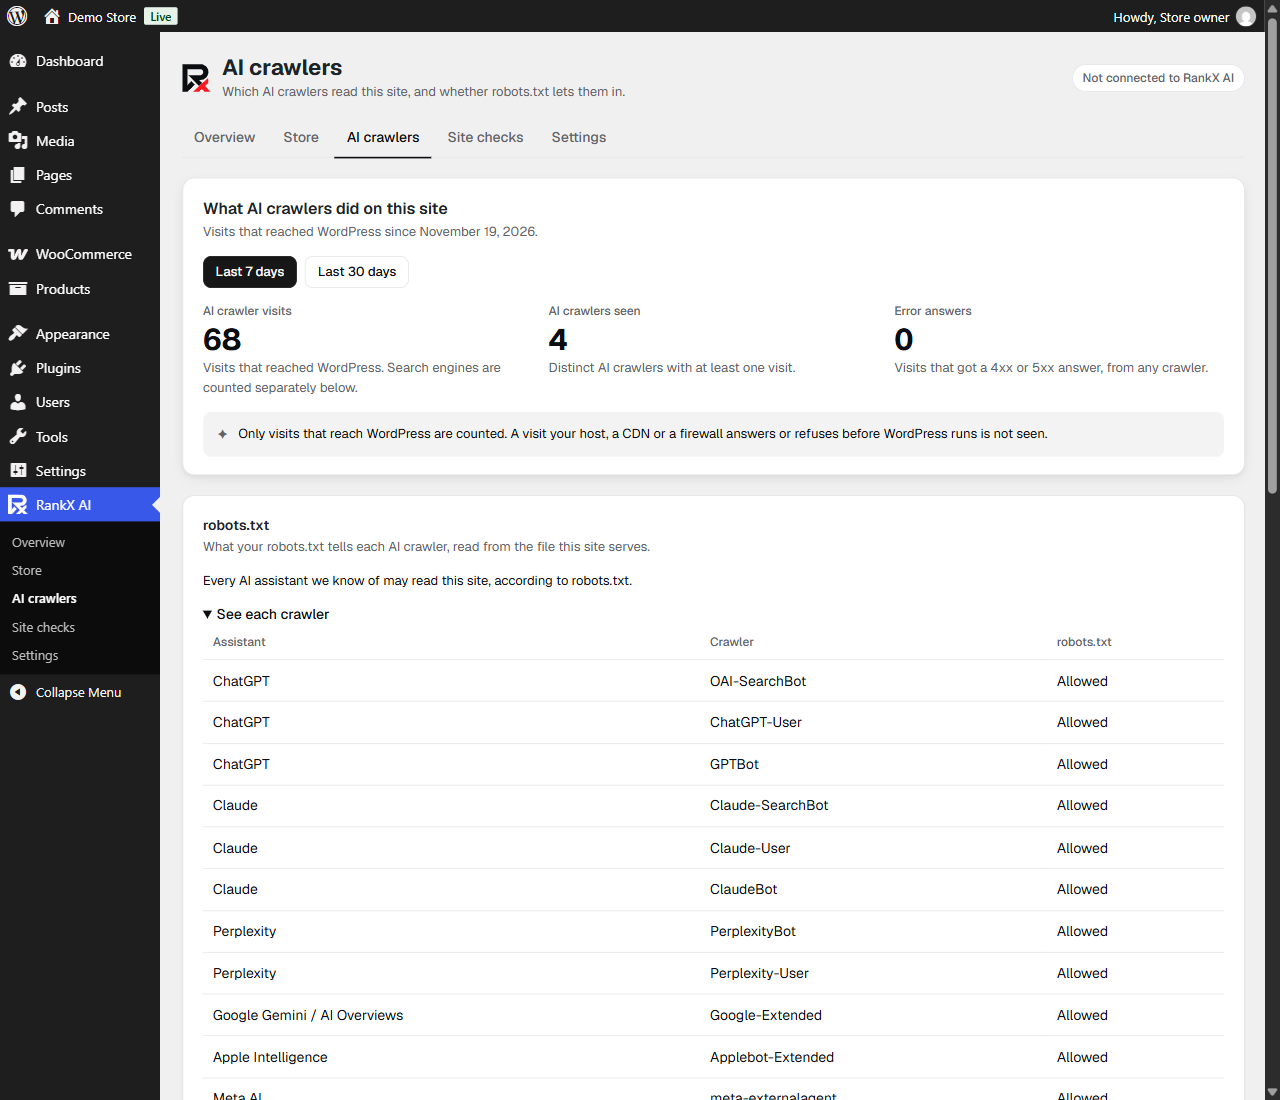 Demo Store
Live
Howdy, Store owner
Dashboard
Posts
Media
Pages
Comments
WooCommerce
Products
Appearance
Plugins
Users
Tools
Settings
RankX AI
Overview
Store
AI crawlers
Site checks
Settings
Collapse Menu
AI crawlers
Which AI crawlers read this site, and whether robots.txt lets them in.
Not connected to RankX AI
Overview Store AI crawlers Site checks Settings
What AI crawlers did on this site
Visits that reached WordPress since November 19, 2026.
Last 7 days Last 30 days
AI crawler visits
68
Visits that reached WordPress. Search engines are
counted separately below.
AI crawlers seen
4
Distinct AI crawlers with at least one visit.
Error answers
0
Visits that got a 4xx or 5xx answer, from any crawler.
Only visits that reach WordPress are counted. A visit your host, a CDN or a firewall answers or refuses before WordPress runs is not seen.
robots.txt
What your robots.txt tells each AI crawler, read from the file this site serves.
Every AI assistant we know of may read this site, according to robots.txt.
See each crawler
Assistant Crawler robots.txt
ChatGPT OAI-SearchBot Allowed
ChatGPT ChatGPT-User Allowed
ChatGPT GPTBot Allowed
Claude Claude-SearchBot Allowed
Claude Claude-User Allowed
Claude ClaudeBot Allowed
Perplexity PerplexityBot Allowed
Perplexity Perplexity-User Allowed
Google Gemini / AI Overviews Google-Extended Allowed
Apple Intelligence Applebot-Extended Allowed
Meta AI meta-externalagent Allowed